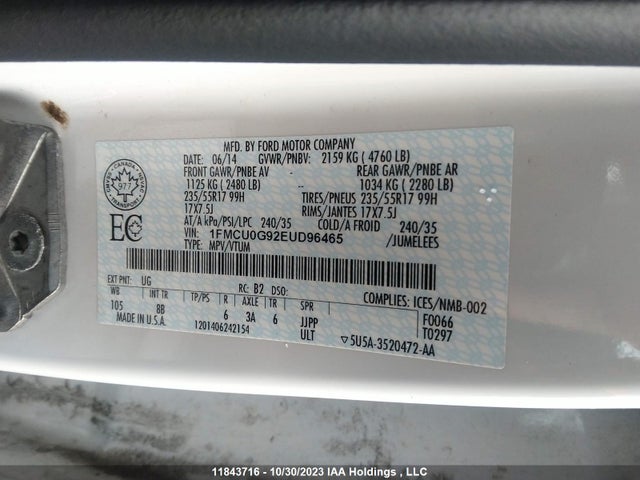 MFD. BY FORD MOTOR COMPANY
DATE: 06/14 GVWR/PNBV: 2159 KG ( 4760 LB)
FRONT GAWR/PNBE AV REAR GAWR/PNBE AR
1125 KG ( 2480 LB) -- 1034 KG ( 2280 LB)
235/55R17 99H TIRES/PNEUS 235/55R17 99H
17X7.5J RIMS/JANTES 17X7.5J
AT/A kPa/PSI/LPC 240/35 COLD/A FROID 240/35
VIN: 1FMCU0G92EUD96465 /JUMELEES
TYPE: MPV/VTUM
CANADA
977
TRANSPORT
EC
EXT PNT: UG RC: B2 DSO: COMPLIES: ICES/NMB-002
WB INT TR TP/PS R AXLE TR SPR
105 8B 6 3A 6 JJPP F0066
ULT T0297
MADE IN U.S.A. 1201406242154 ▽5U5A-3520472-AA
11843716 - 10/30/2023 IAA Holdings , LLC